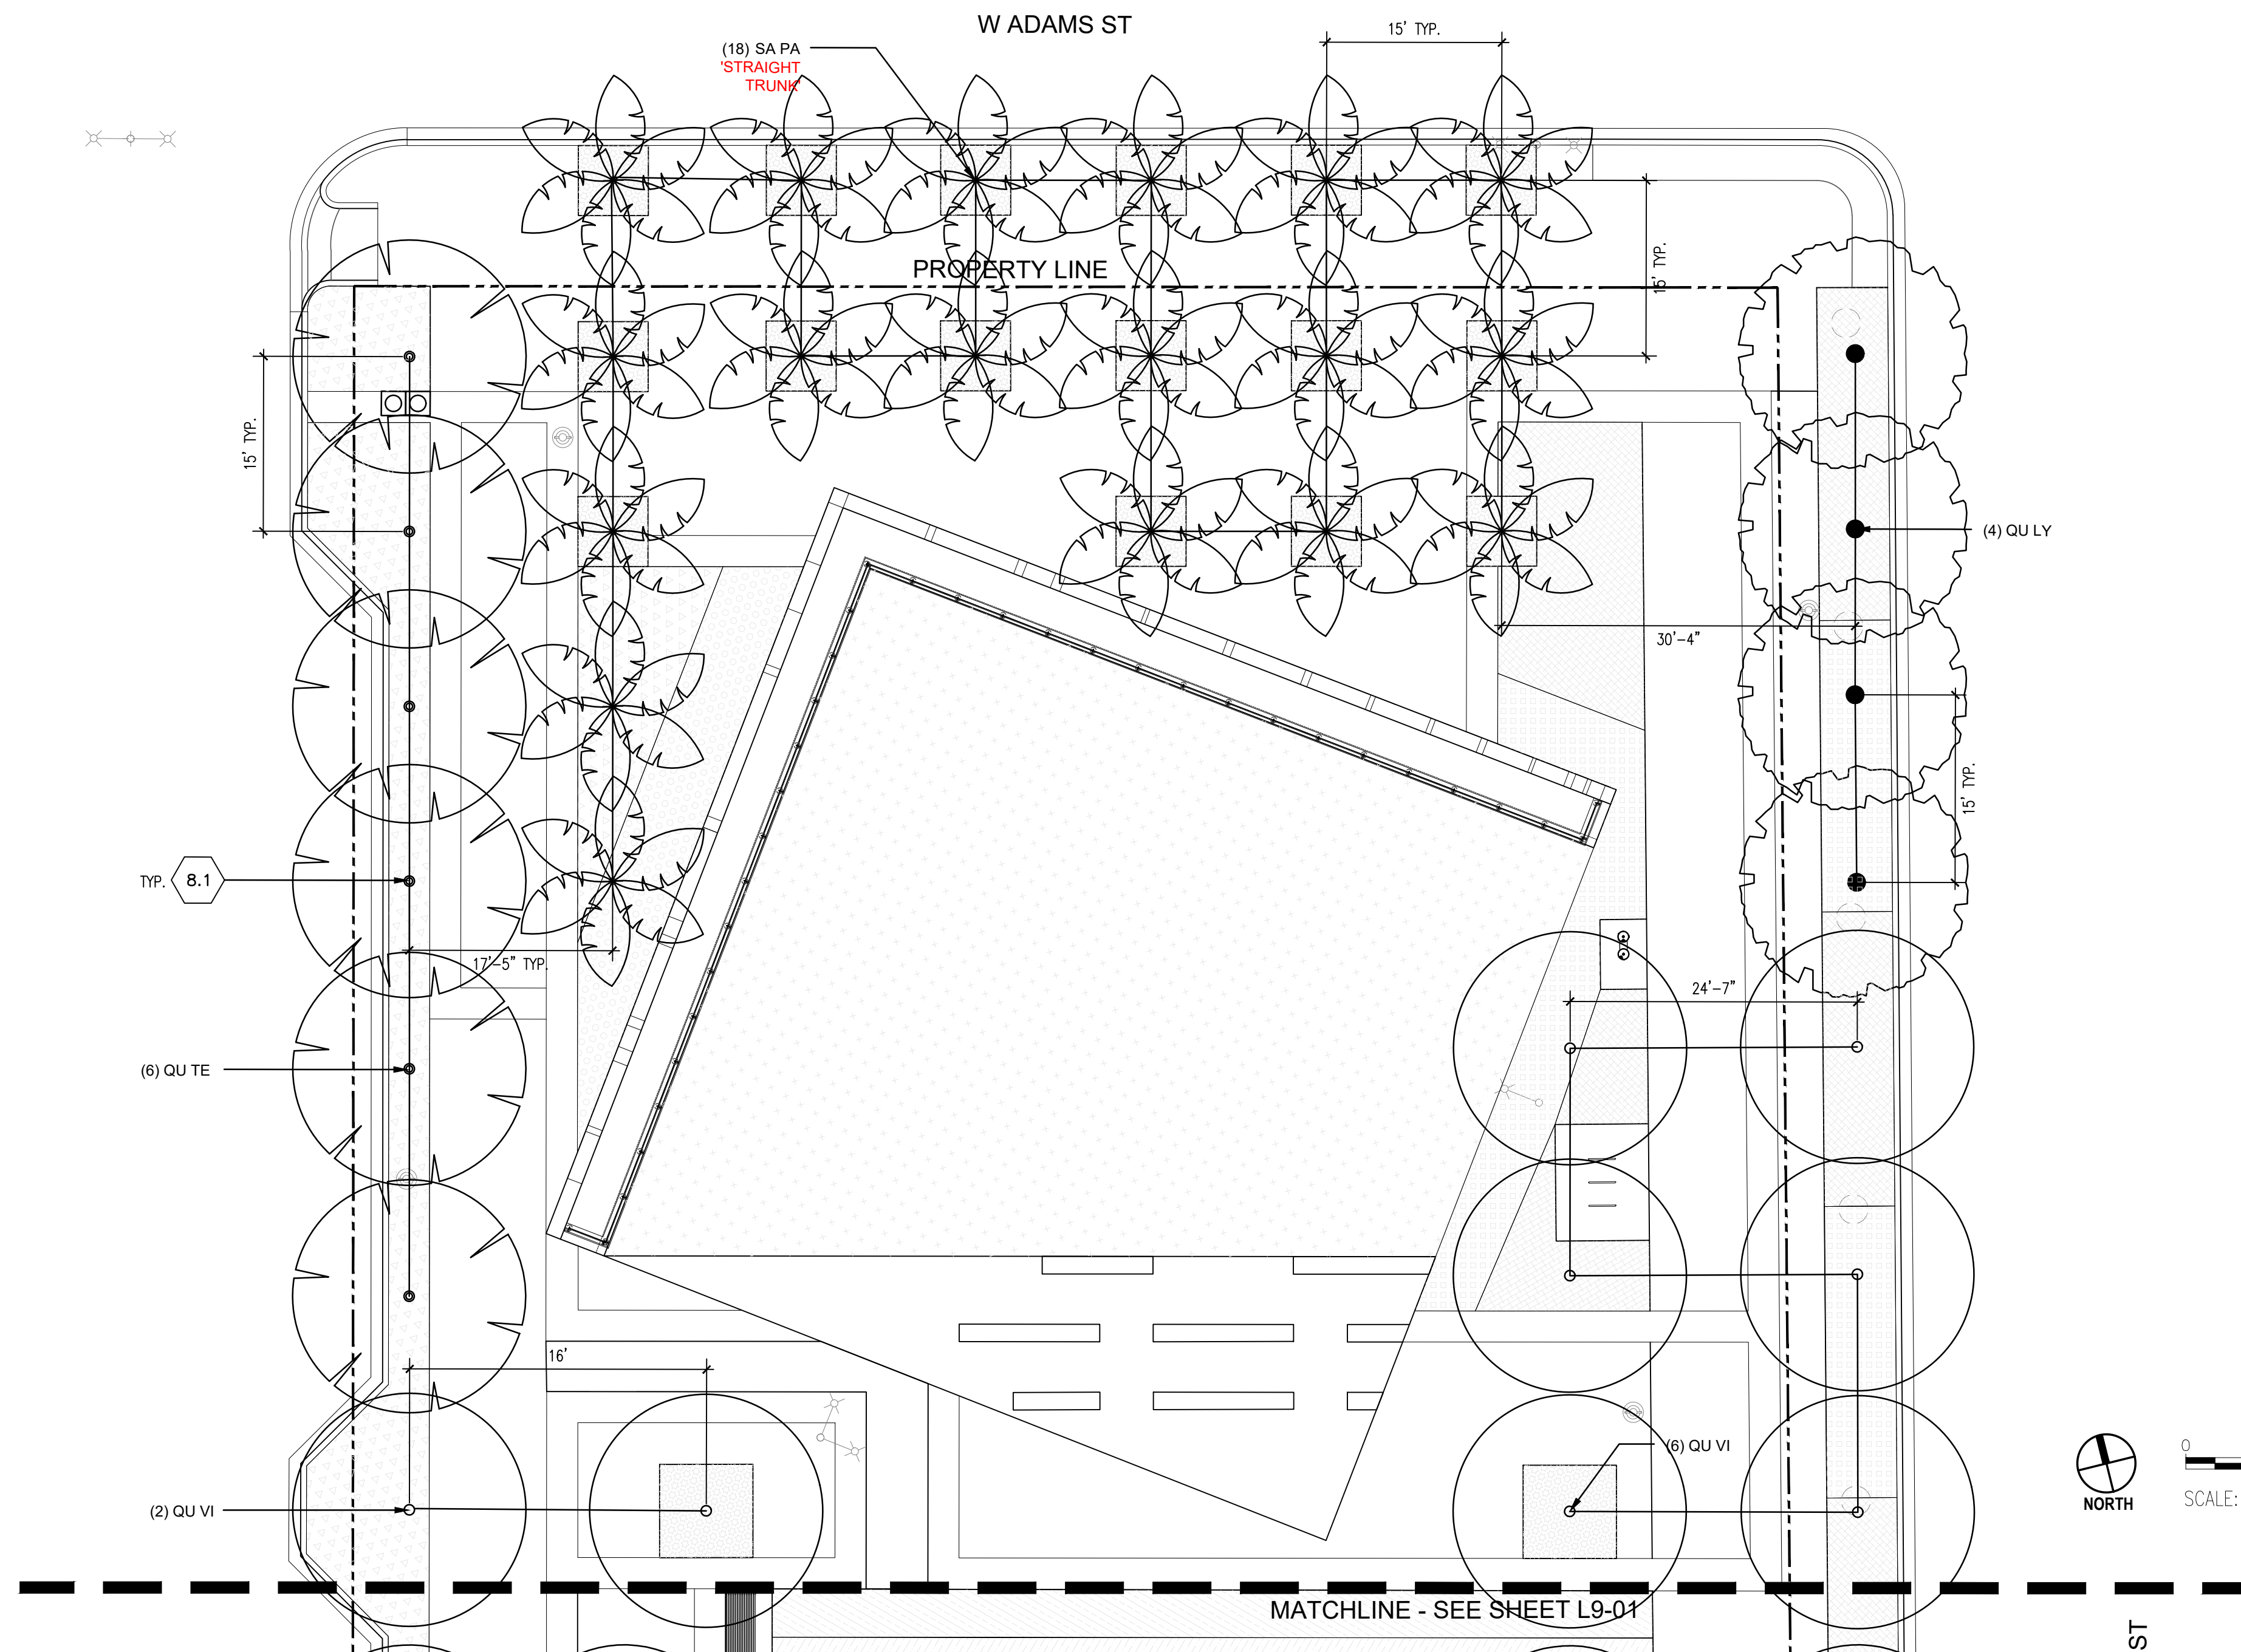 W ADAMS ST
15' TYP.
(18) SA PA
'STRAIGHT
TRUNK'
15' TYP.
PROPERTY LINE
15' TYP.
(4) QU LY
30'-4"
15' TYP.
TYP.
8.1
17'-5" TYP.
24'-7"
(6) QU TE
16'
(6) QU VI
0
NORTH
SCALE:
(2) QU VI
MATCHLINE - SEE SHEET L9-01
ST